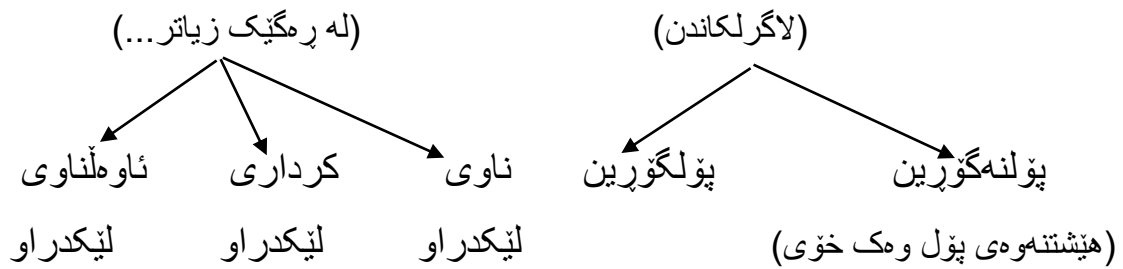 (لاگرلکاندن) (لە ڕەگێک زیاتر...)
پۆلنەگۆڕین پۆلگۆڕین ناوی کرداری ئاوەڵناوی
(هێشتنەوەی پۆل وەک خۆی) لێکدراو لێکدراو لێکدراو